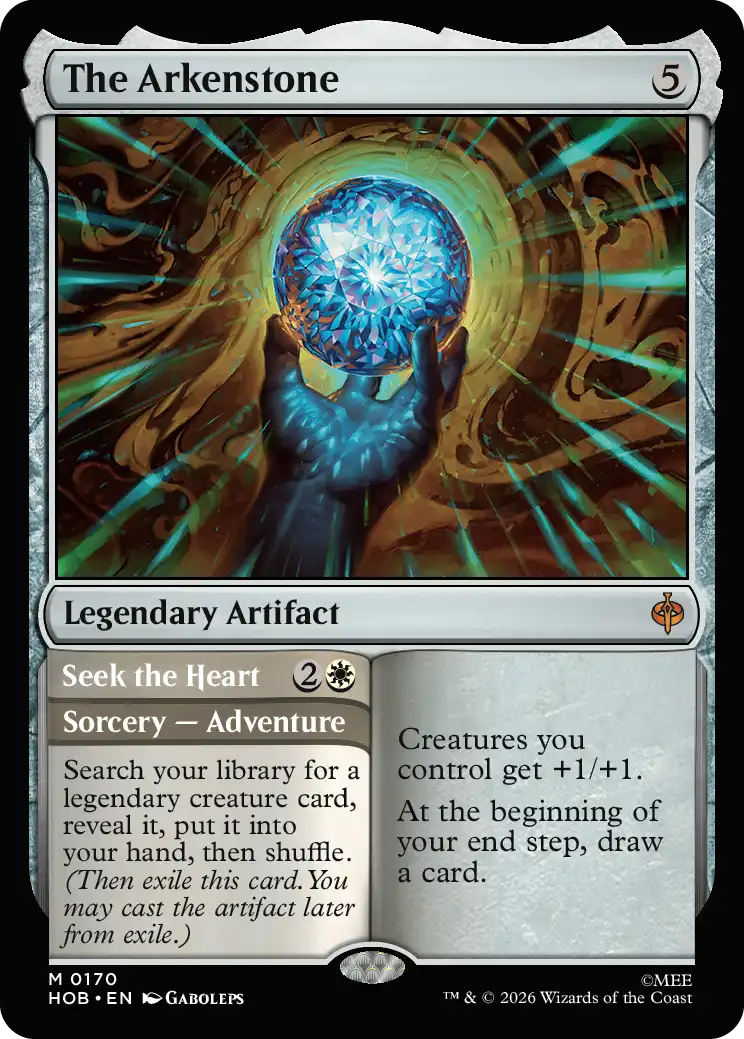 The Arkenstone 5
Legendary Artifact
Seek the Heart 2
Sorcery — Adventure
Search your library for a
legendary creature card,
reveal it, put it into
your hand, then shuffle.
(Then exile this card. You
may cast the artifact later
from exile.)
Creatures you
control get +1/+1.
At the beginning of
your end step, draw
a card.
M 0170
HOB • EN GABOLEPS
©MEE
™ & © 2026 Wizards of the Coast